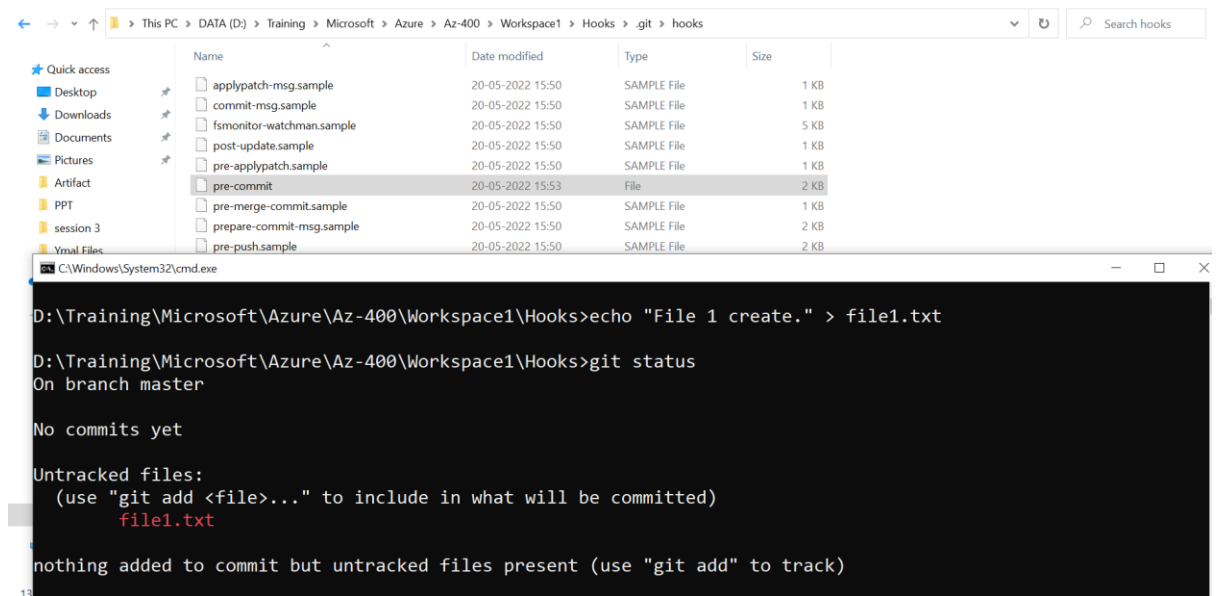 This PC > DATA (D:) > Training > Microsoft > Azure > Az-400 > Workspace1 > Hooks > .git > hooks
Search hooks
Name Date modified Type Size
Quick access
Desktop
Downloads
Documents
Pictures
Artifact
PPT
session 3
Ymal Files
applypatch-msg.sample 20-05-2022 15:50 SAMPLE File 1 KB
commit-msg.sample 20-05-2022 15:50 SAMPLE File 1 KB
fsmonitor-watchman.sample 20-05-2022 15:50 SAMPLE File 5 KB
post-update.sample 20-05-2022 15:50 SAMPLE File 1 KB
pre-applypatch.sample 20-05-2022 15:50 SAMPLE File 1 KB
pre-commit 20-05-2022 15:53 File 2 KB
pre-merge-commit.sample 20-05-2022 15:50 SAMPLE File 1 KB
prepare-commit-msg.sample 20-05-2022 15:50 SAMPLE File 2 KB
pre-push.sample 20-05-2022 15:50 SAMPLE File 2 KB
C:\Windows\System32\cmd.exe
D:\Training\Microsoft\Azure\Az-400\Workspace1\Hooks>echo "File 1 create." > file1.txt
D:\Training\Microsoft\Azure\Az-400\Workspace1\Hooks>git status
On branch master
No commits yet
Untracked files:
(use "git add <file>..." to include in what will be committed)
file1.txt
nothing added to commit but untracked files present (use "git add" to track)